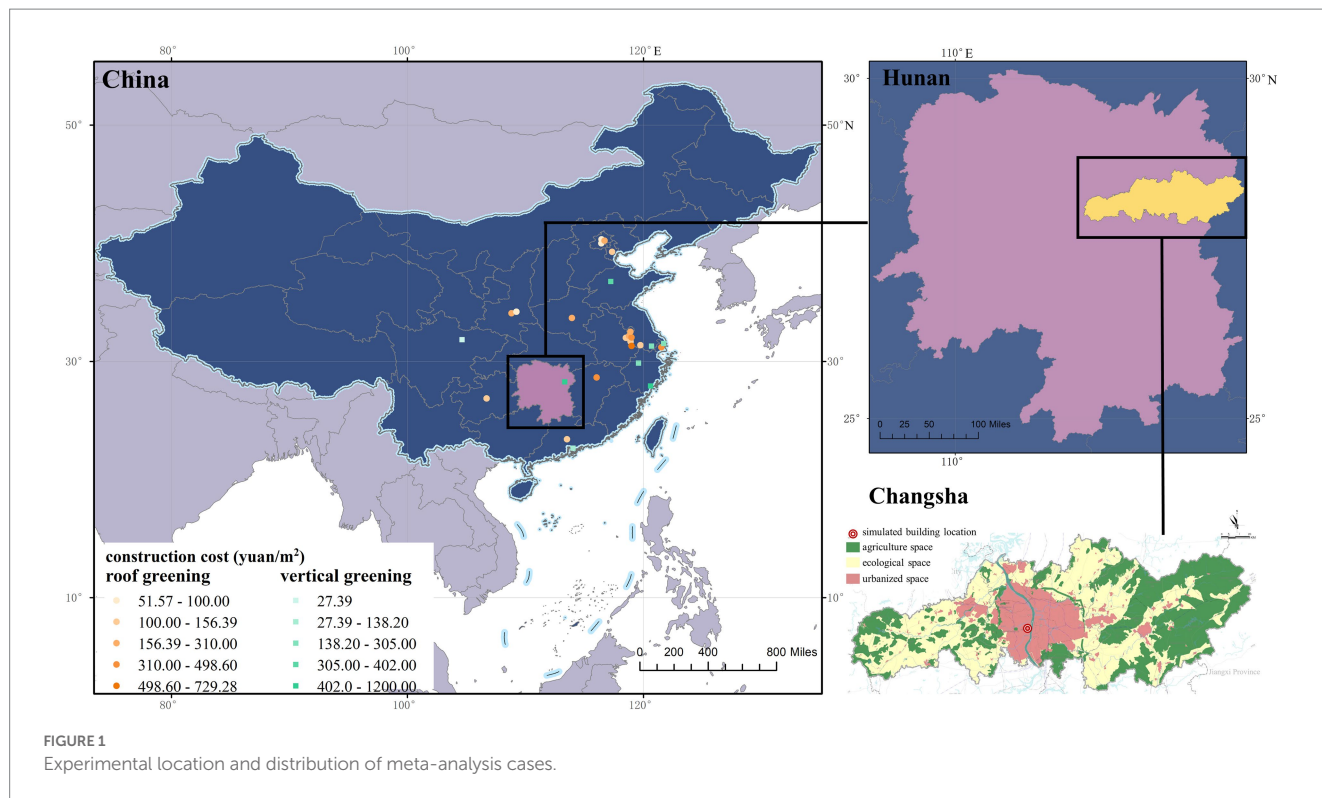 80°
100°
120°E
China
50°
50°N
30°
30°
10°
10°
construction cost (yuan/m²)
roof greening
vertical greening
51.57 - 100.00
27.39
100.00 - 156.39
27.39 - 138.20
156.39 - 310.00
138.20 - 305.00
310.00 - 498.60
305.00 - 402.00
498.60 - 729.28
402.0 - 1200.00
0 200 400 800 Miles
80°
100°
120°
110°E
Hunan
30°
30°N
25°
25°
0 25 50 100 Miles
110°
Changsha
simulated building location
agriculture space
ecological space
urbanized space
Jiangxi Province
FIGURE 1
Experimental location and distribution of meta-analysis cases.